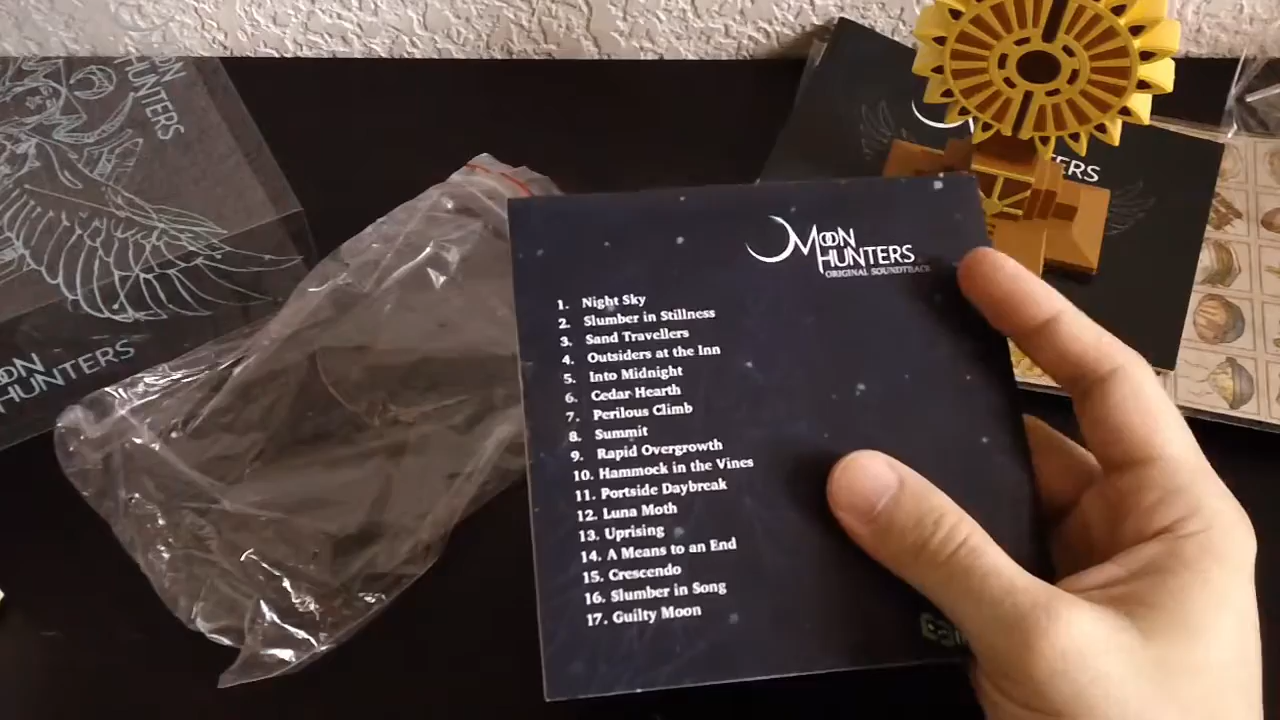 MOON
HUNTERS
HUNTERS
MOON
HUNTERS
ORIGINAL SOUNDTRACK
1. Night Sky
2. Slumber in Stillness
3. Sand Travellers
4. Outsiders at the Inn
5. Into Midnight
6. Cedar Hearth
7. Perilous Climb
8. Summit
9. Rapid Overgrowth
10. Hammock in the Vines
11. Portside Daybreak
12. Luna Moth
13. Uprising
14. A Means to an End
15. Crescendo
16. Slumber in Song
17. Guilty Moon